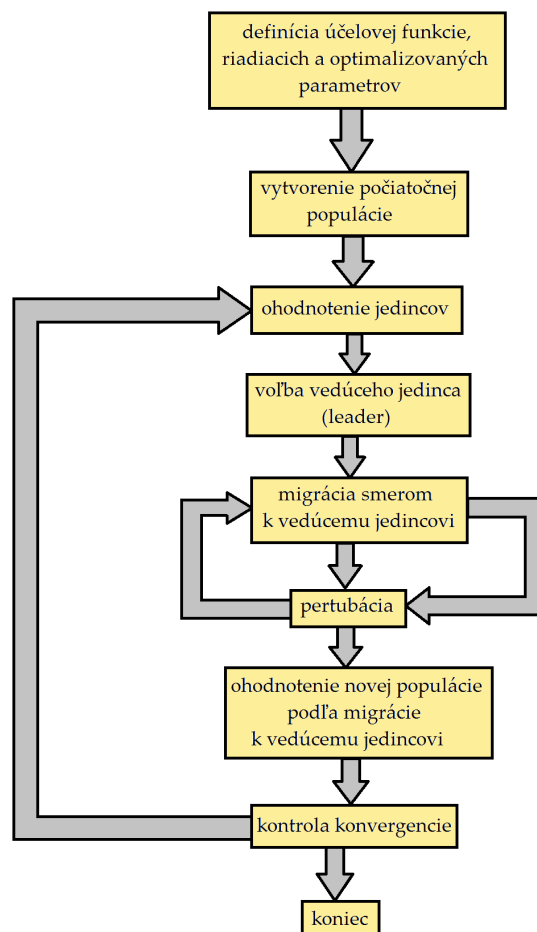 definícia účelovej funkcie,
riadiacich a optimalizovaných
parametrov
vytvorenie počiatočnej
populácie
ohodnotenie jedincov
voľba vedúceho jedinca
(leader)
migrácia smerom
k vedúcemu jedincovi
pertubácia
ohodnotenie novej populácie
podľa migrácie
k vedúcemu jedincovi
kontrola konvergencie
koniec